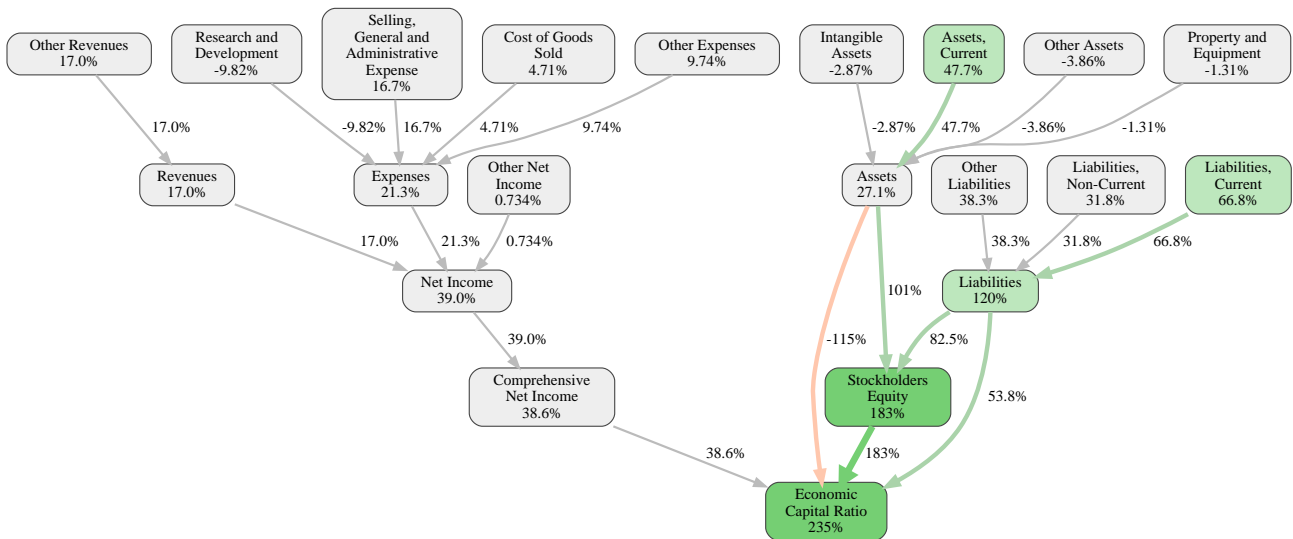 Other Revenues
17.0%
Research and
Development
-9.82%
Selling,
General and
Administrative
Expense
16.7%
Cost of Goods
Sold
4.71%
Other Expenses
9.74%
Intangible
Assets
-2.87%
Assets,
Current
47.7%
Other Assets
-3.86%
Property and
Equipment
-1.31%
17.0%
-9.82%
16.7%
4.71%
9.74%
-2.87%
47.7%
-3.86%
-1.31%
Revenues
17.0%
Expenses
21.3%
Other Net
Income
0.734%
Assets
27.1%
Other
Liabilities
38.3%
Liabilities,
Non-Current
31.8%
Liabilities,
Current
66.8%
17.0%
21.3%
0.734%
38.3%
31.8%
66.8%
Net Income
39.0%
101%
Liabilities
120%
39.0%
-115%
82.5%
Comprehensive
Net Income
38.6%
Stockholders
Equity
183%
53.8%
38.6%
183%
Economic
Capital Ratio
235%